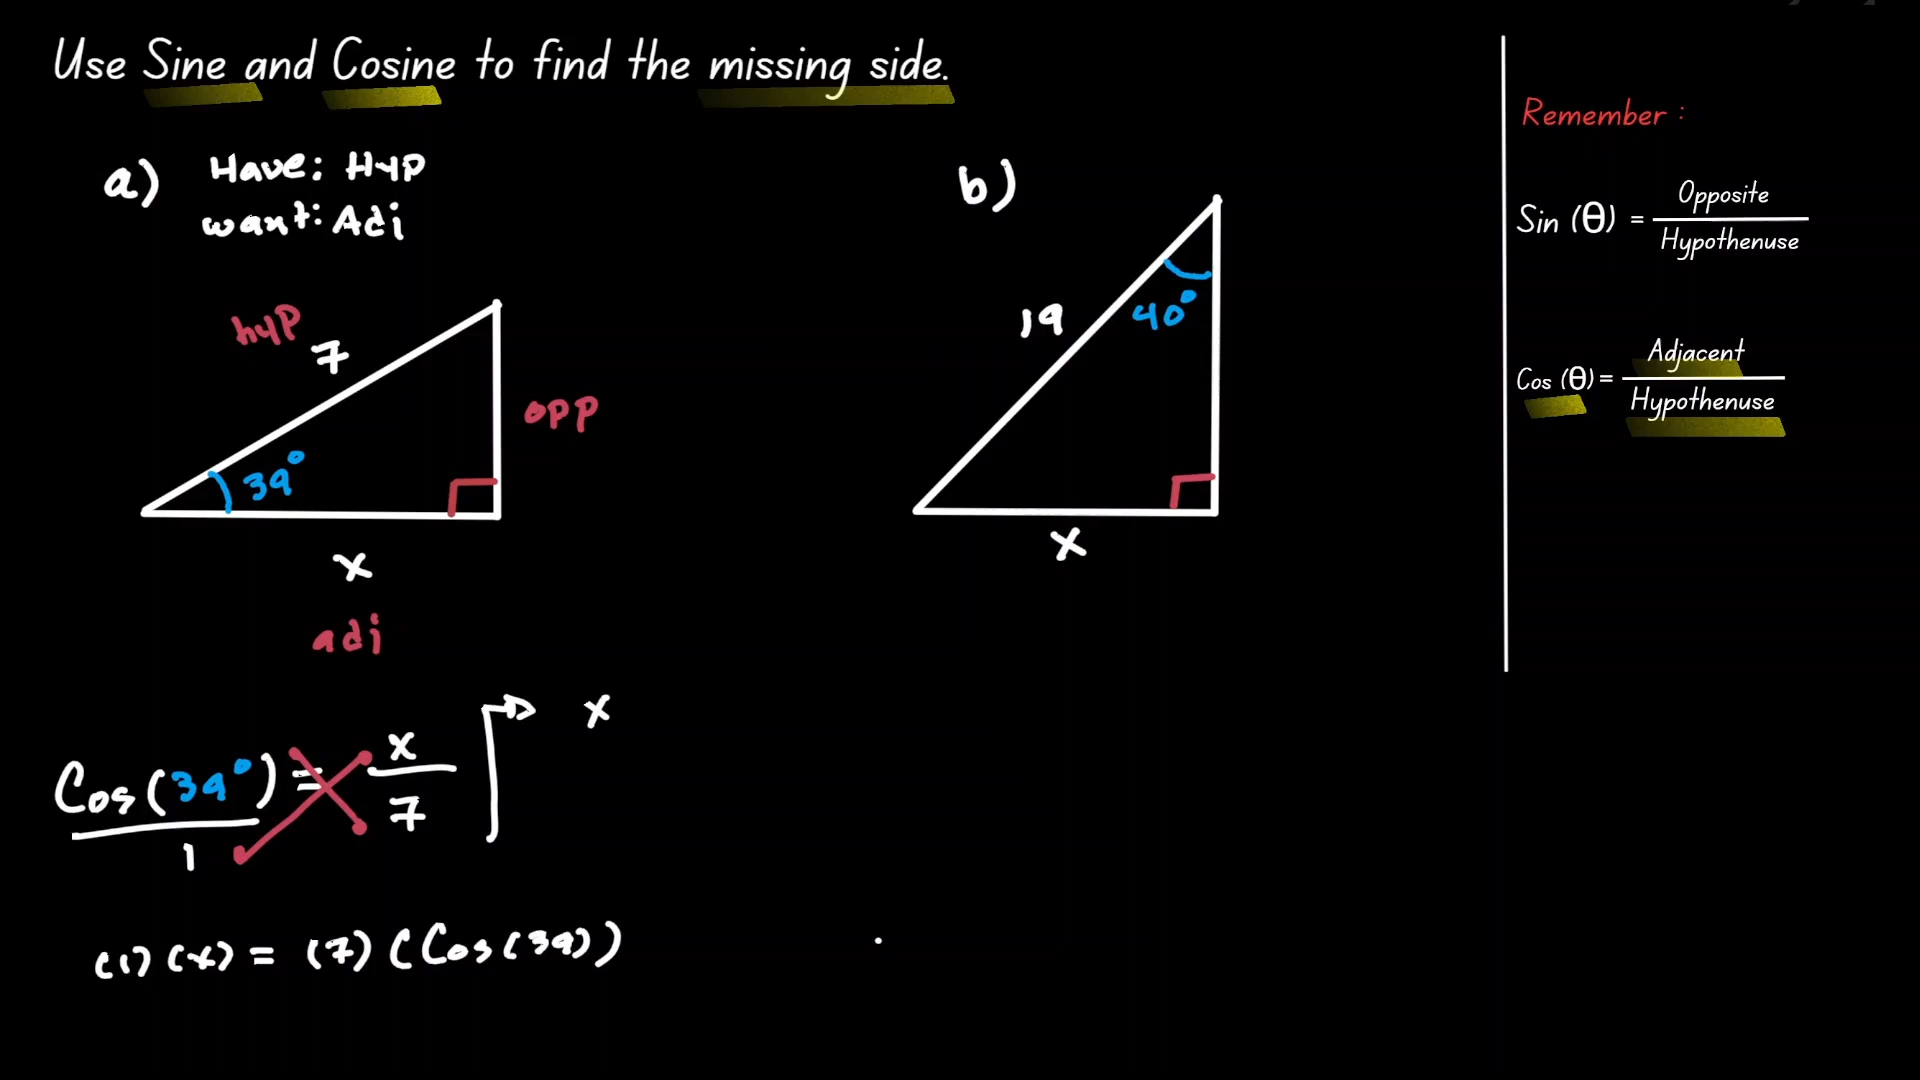 Use Sine and Cosine to find the missing side.
a) Have: Hyp
want: Adj
hyp
7
opp
39°
x
adj
Cos(39°) = x/7
1
x
(1)(x) = (7)(Cos(39))
b)
19
40°
x
Remember :
Sin (θ) = Opposite
Hypothenuse
Cos (θ) = Adjacent
Hypothenuse